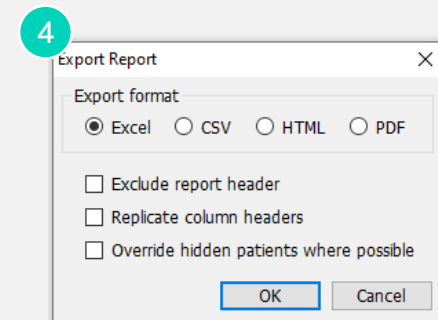 4
Export Report
Export format
Excel CSV HTML PDF
Exclude report header
Replicate column headers
Override hidden patients where possible
OK Cancel